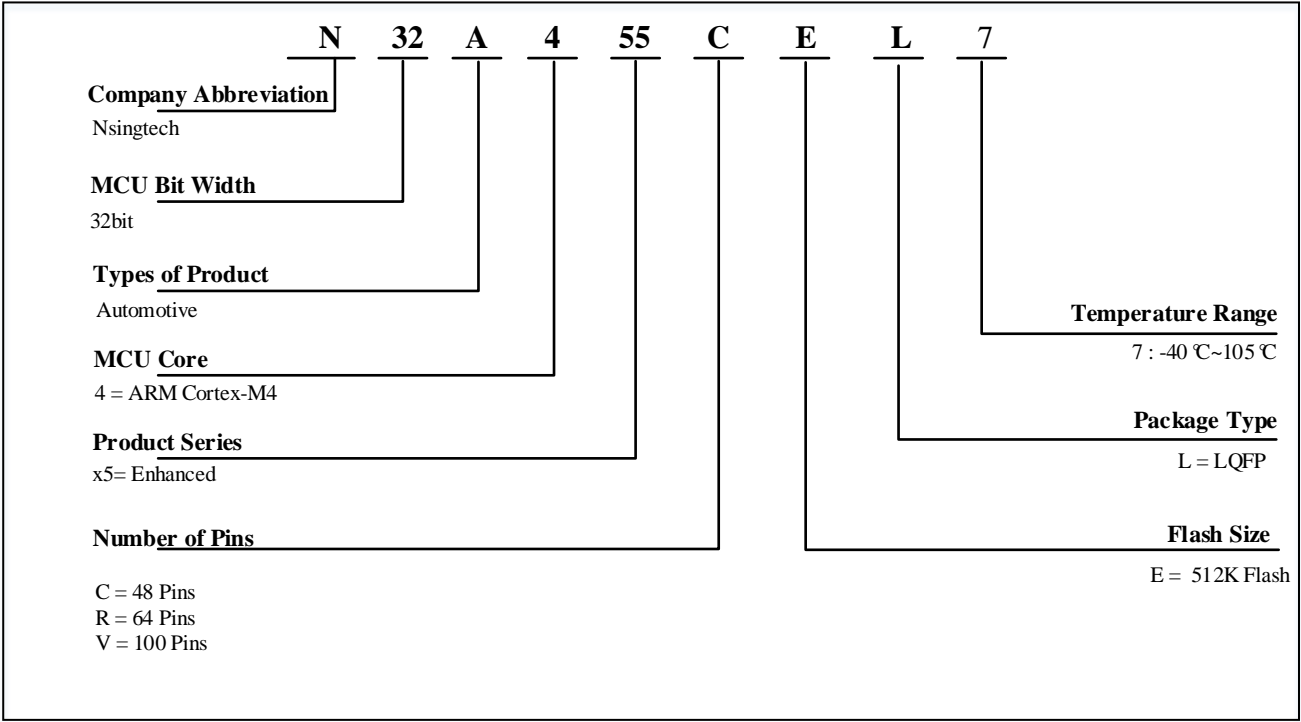 N 32 A 4 55 C E L 7
Company Abbreviation
Nsingtech
MCU Bit Width
32bit
Types of Product
Automotive
MCU Core
4 = ARM Cortex-M4
Product Series
x5= Enhanced
Number of Pins
C = 48 Pins
R = 64 Pins
V = 100 Pins
Temperature Range
7 : -40 ℃~105 ℃
Package Type
L = LQFP
Flash Size
E = 512K Flash